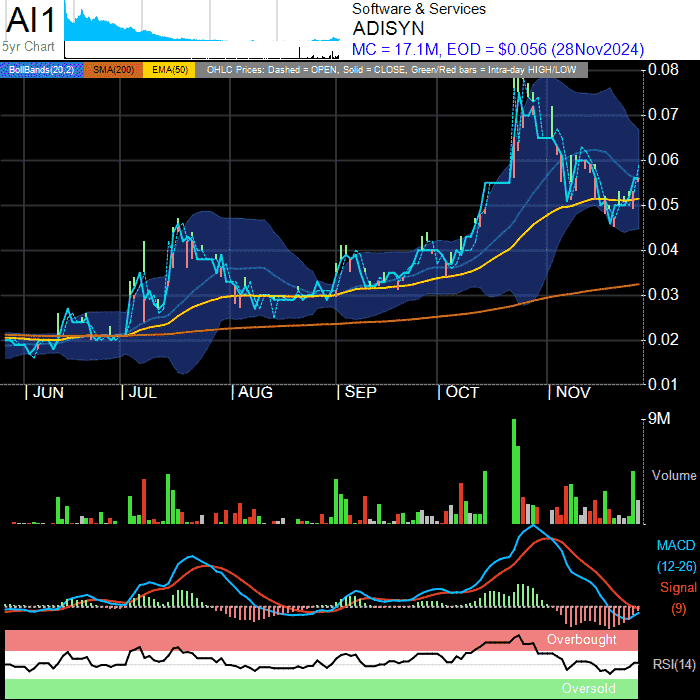 AI1
5yr Chart
Software & Services
ADISYN
MC = 17.1M, EOD = $0.056 (28Nov2024)
BollBands(20,2) SMA(200) EMA(50) OHLC Prices: Dashed = OPEN, Solid = CLOSE, Green/Red bars = Intra-day HIGH/LOW
0.08
0.07
0.06
0.05
0.04
0.03
0.02
0.01
JUN JUL AUG SEP OCT NOV
9M
Volume
MACD
(12-26)
Signal
(9)
Overbought
RSI(14)
Oversold